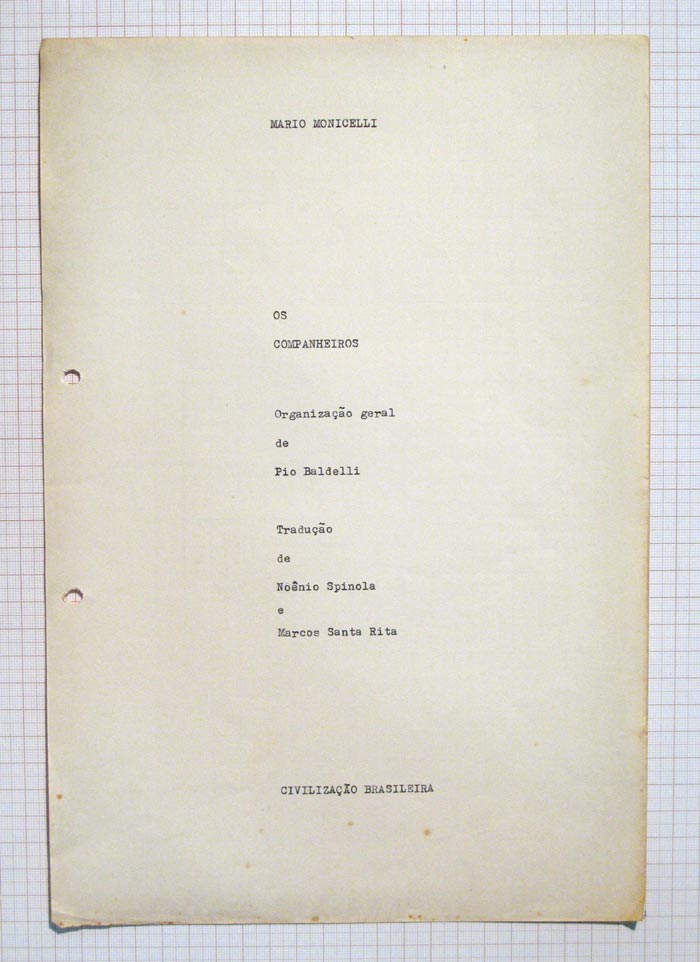 MARIO MONICELLI
OS
COMPANHEIROS
Organização geral
de
Pio Baldelli
Tradução
de
Noênio Spinola
e
Marcos Santa Rita
CIVILIZAÇÃO BRASILEIRA